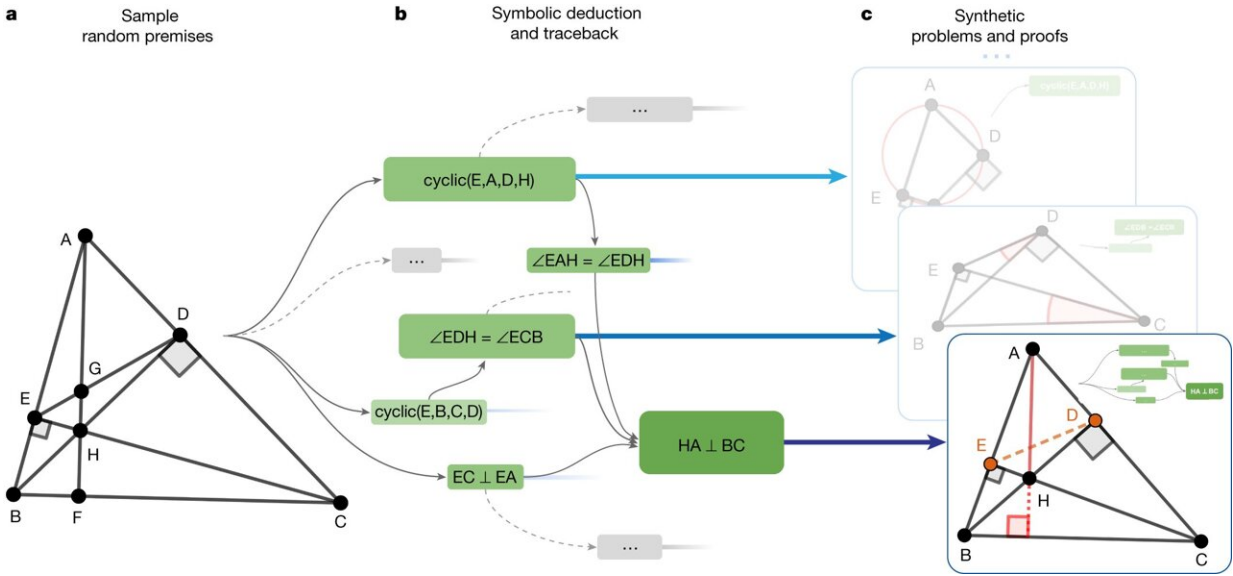 a
Sample
random premises
b
Symbolic deduction
and traceback
c
Synthetic
problems and proofs
...
A
D
G
E
H
B
F
C
...
cyclic(E,A,D,H)
...
∠EAH = ∠EDH
∠EDH = ∠ECB
cyclic(E,B,C,D)
EC ⊥ EA
...
HA ⊥ BC
A
cyclic(E,A,D,H)
D
E
D
∠EDH = ∠ECB
E
B
C
A
HA ⊥ BC
D
E
H
B
C